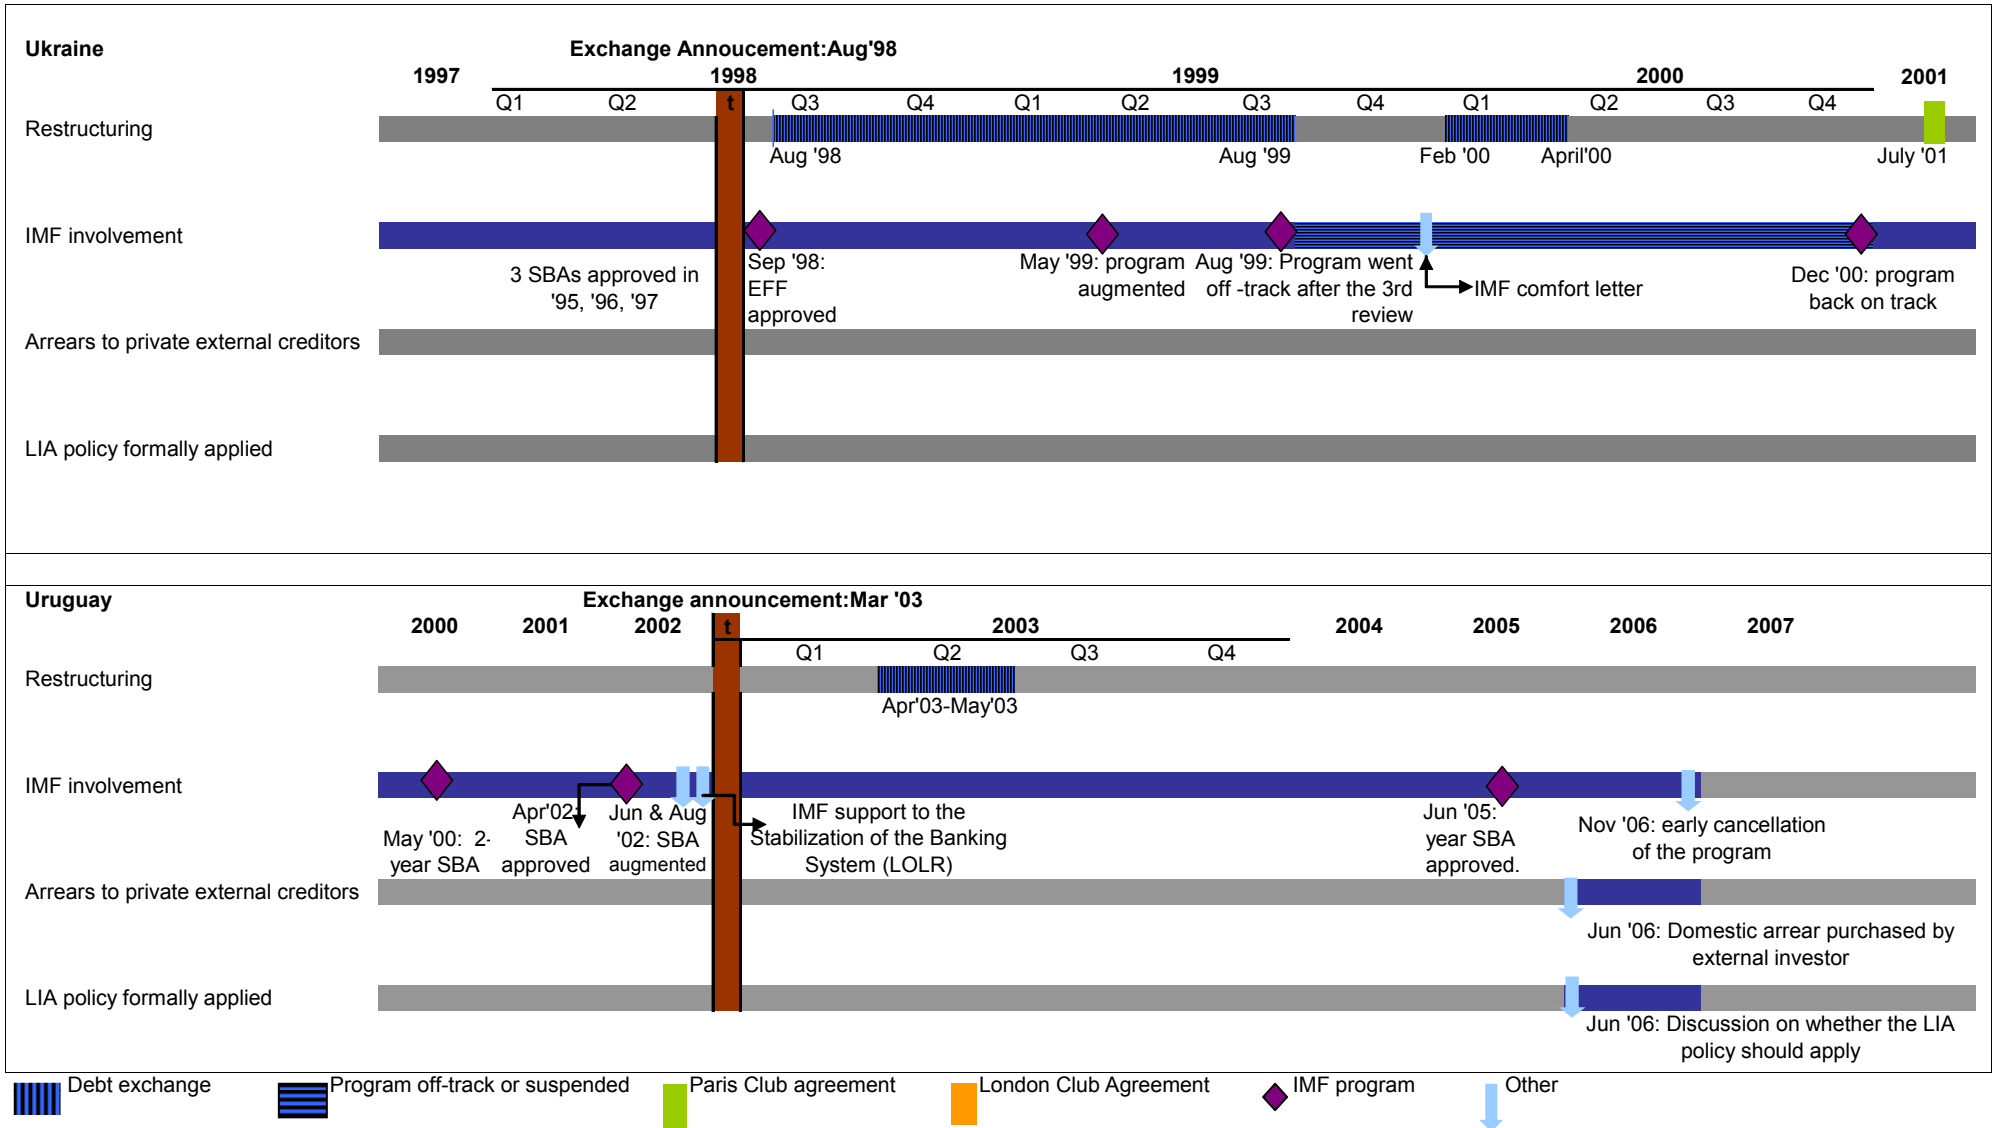 Ukraine
Exchange Annoucement:Aug'98
1997 1998 1999 2000 2001
Q1 Q2 t Q3 Q4 Q1 Q2 Q3 Q4 Q1 Q2 Q3 Q4
Restructuring
Aug '98 Aug '99 Feb '00 April'00 July '01
IMF involvement
3 SBAs approved in
'95, '96, '97
Sep '98:
EFF
approved
May '99: program
augmented
Aug '99: Program went
off -track after the 3rd
review
IMF comfort letter
Dec '00: program
back on track
Arrears to private external creditors
LIA policy formally applied
Uruguay
Exchange announcement:Mar '03
2000 2001 2002 t 2003 2004 2005 2006 2007
Q1 Q2 Q3 Q4
Restructuring
Apr'03-May'03
IMF involvement
May '00: 2-
year SBA
Apr'02:
SBA
approved
Jun & Aug
'02: SBA
augmented
IMF support to the
Stabilization of the Banking
System (LOLR)
Jun '05:
year SBA
approved.
Nov '06: early cancellation
of the program
Arrears to private external creditors
Jun '06: Domestic arrear purchased by
external investor
LIA policy formally applied
Jun '06: Discussion on whether the LIA
policy should apply
Debt exchange
Program off-track or suspended
Paris Club agreement
London Club Agreement
IMF program
Other